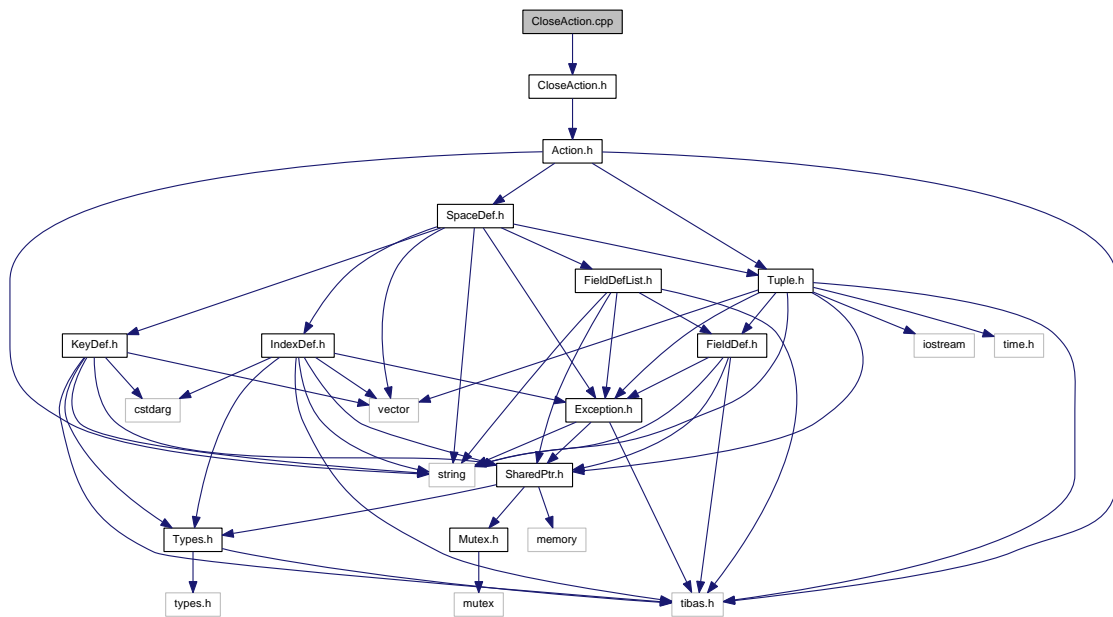 CloseAction.cpp
CloseAction.h
Action.h
SpaceDef.h
FieldDefList.h
Tuple.h
KeyDef.h
IndexDef.h
FieldDef.h
iostream
time.h
cstdarg
vector
Exception.h
string
SharedPtr.h
Types.h
Mutex.h
memory
types.h
mutex
tibas.h